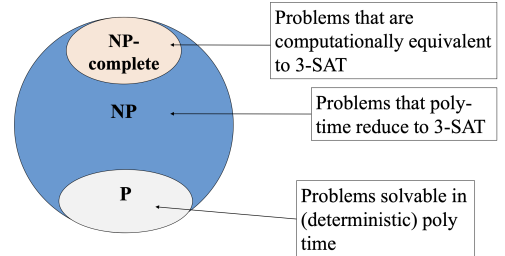 NP-
complete
NP
P
Problems that are
computationally equivalent
to 3-SAT
Problems that poly-
time reduce to 3-SAT
Problems solvable in
(deterministic) poly
time